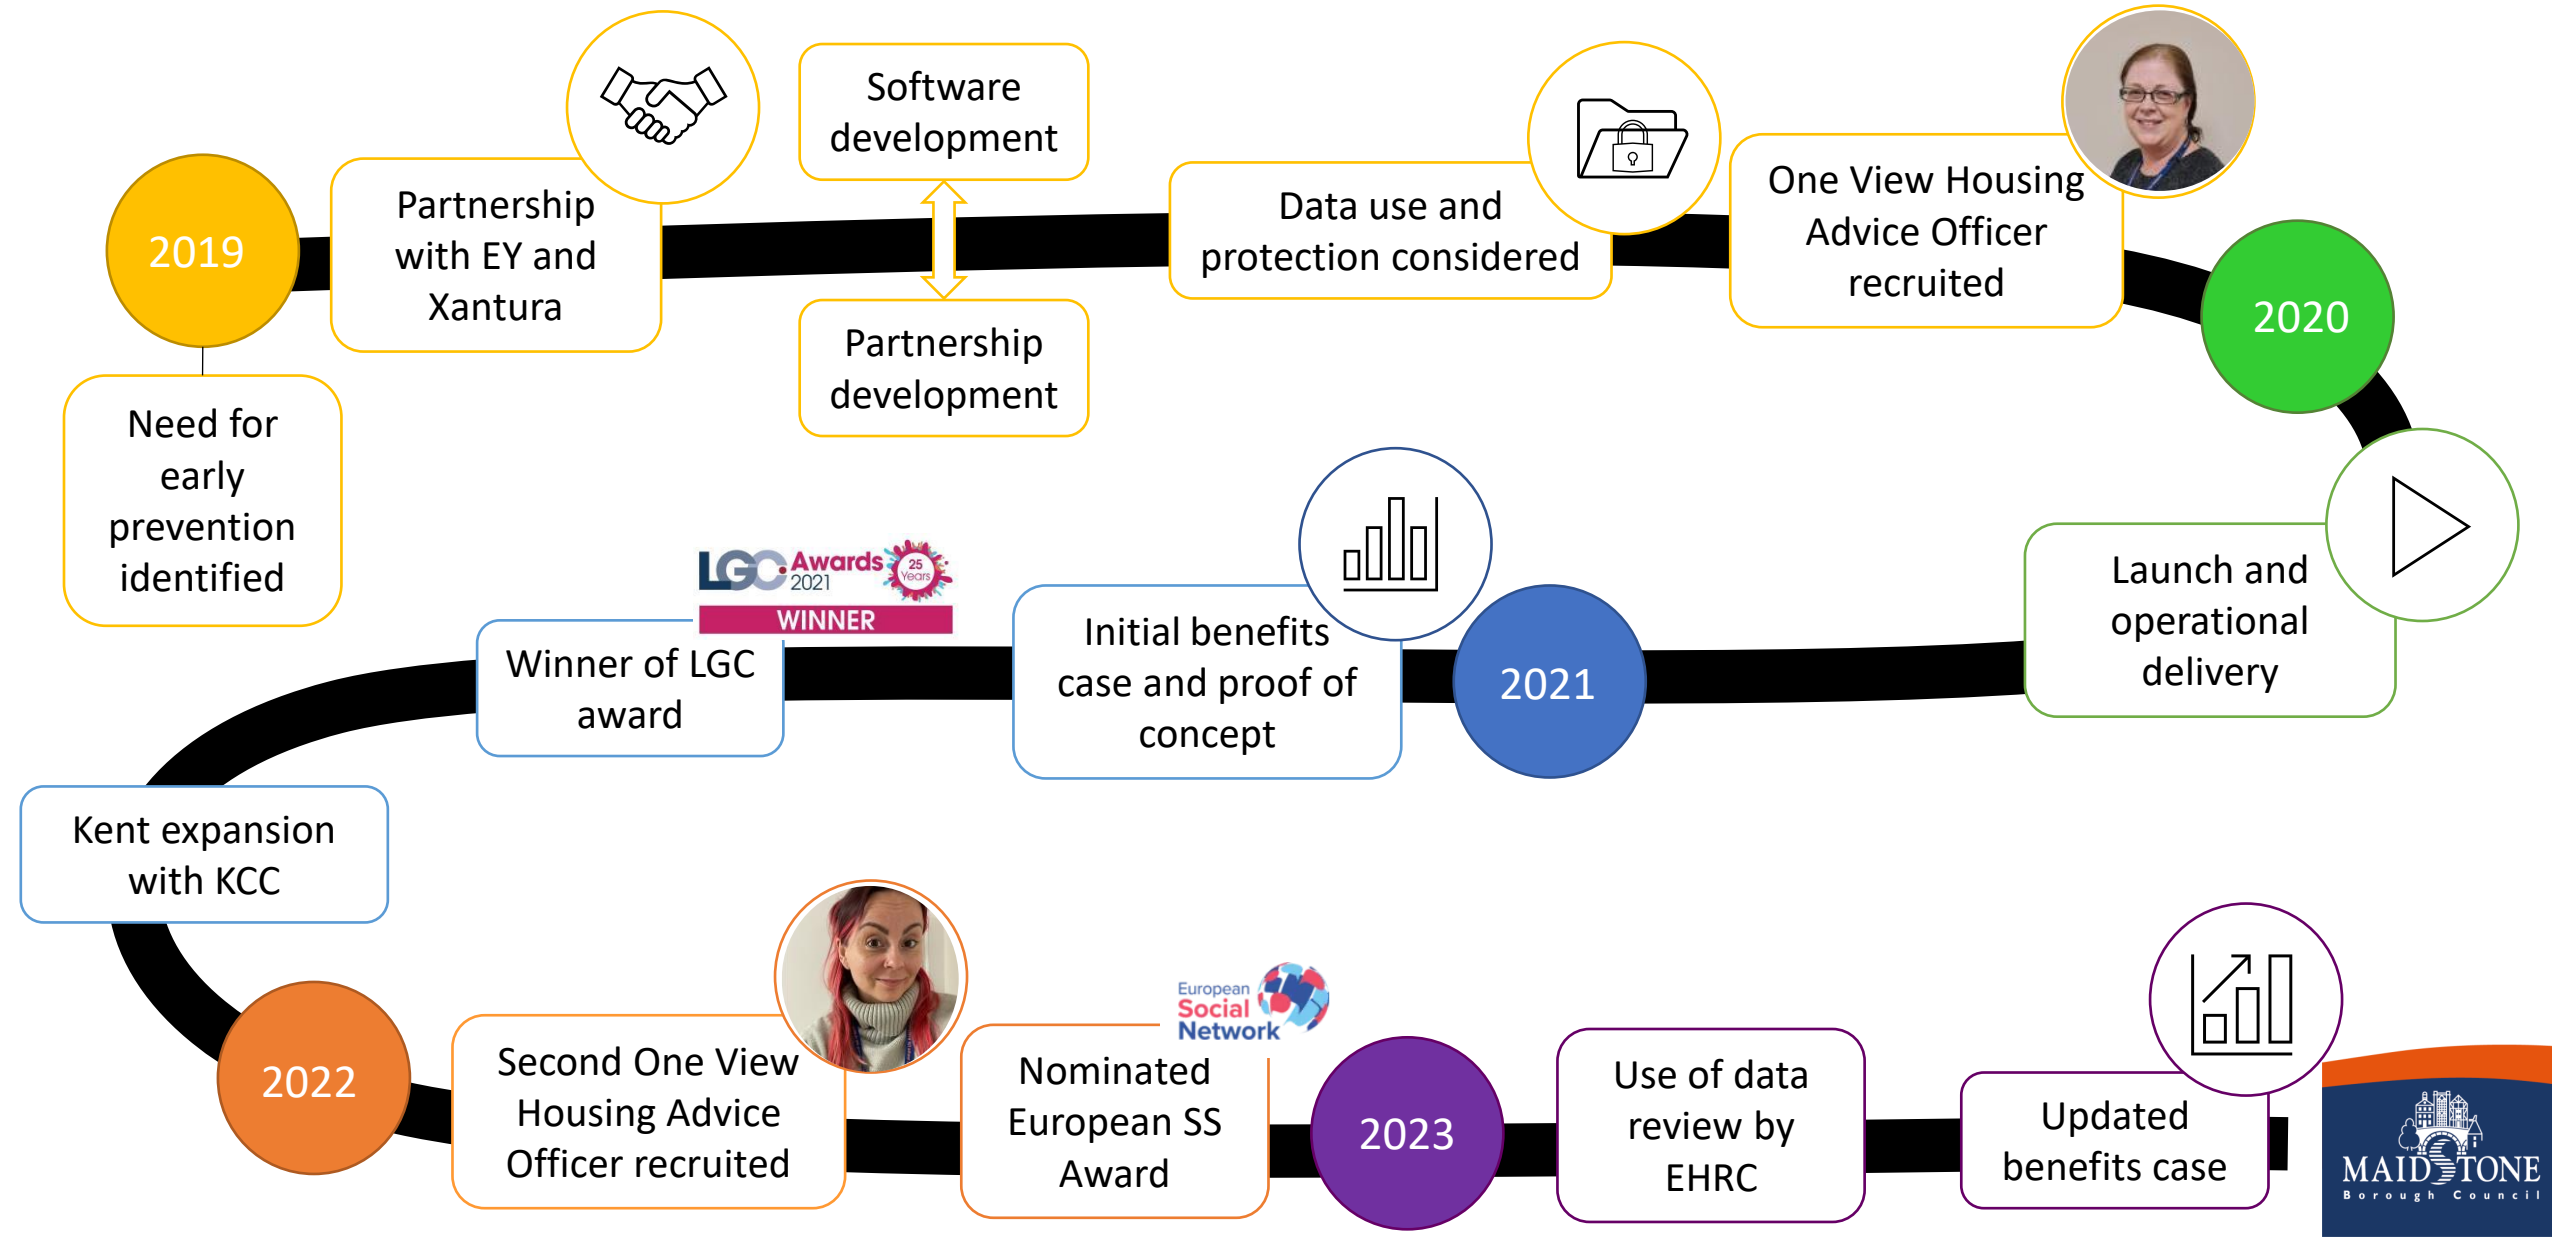 2019
Need for
early
prevention
identified
Partnership
with EY and
Xantura
Software
development
Partnership
development
Data use and
protection considered
One View Housing
Advice Officer
recruited
2020
Launch and
operational
delivery
2021
Initial benefits
case and proof of
concept
LGC Awards
2021
25
Years
WINNER
Winner of LGC
award
Kent expansion
with KCC
2022
Second One View
Housing Advice
Officer recruited
European
Social
Network
Nominated
European SS
Award
2023
Use of data
review by
EHRC
Updated
benefits case
MAIDSTONE
Borough Council